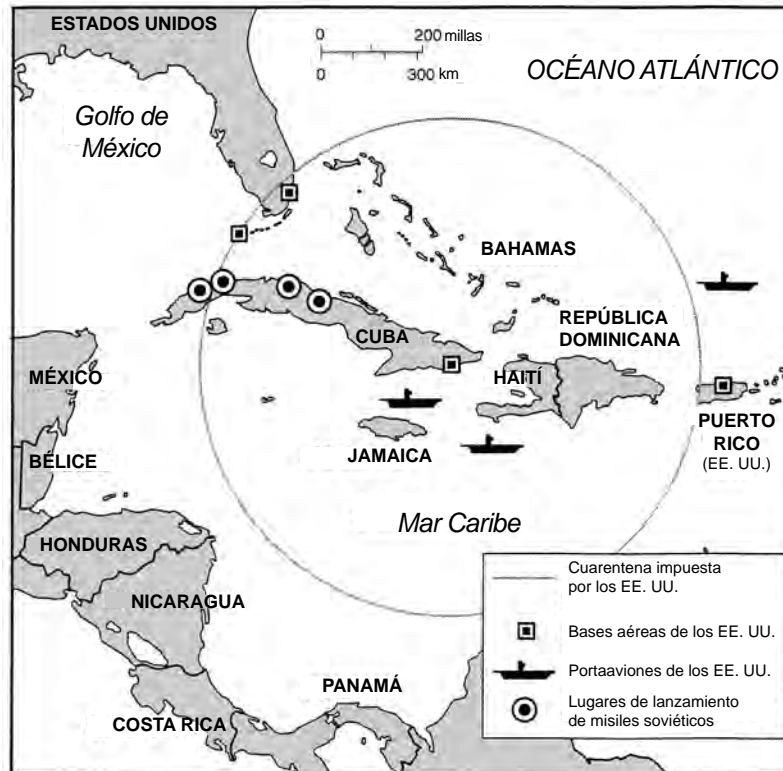 ESTADOS UNIDOS
0 200 millas
0 300 km
OCÉANO ATLÁNTICO
Golfo de
México
BAHAMAS
REPÚBLICA
DOMINICANA
CUBA
HAITÍ
MÉXICO
PUERTO
RICO
(EE. UU.)
JAMAICA
BÉLICE
Mar Caribe
HONDURAS
NICARAGUA
PANAMÁ
COSTA RICA
Cuarentena impuesta
por los EE. UU.
Bases aéreas de los EE. UU.
Portaaviones de los EE. UU.
Lugares de lanzamiento
de misiles soviéticos